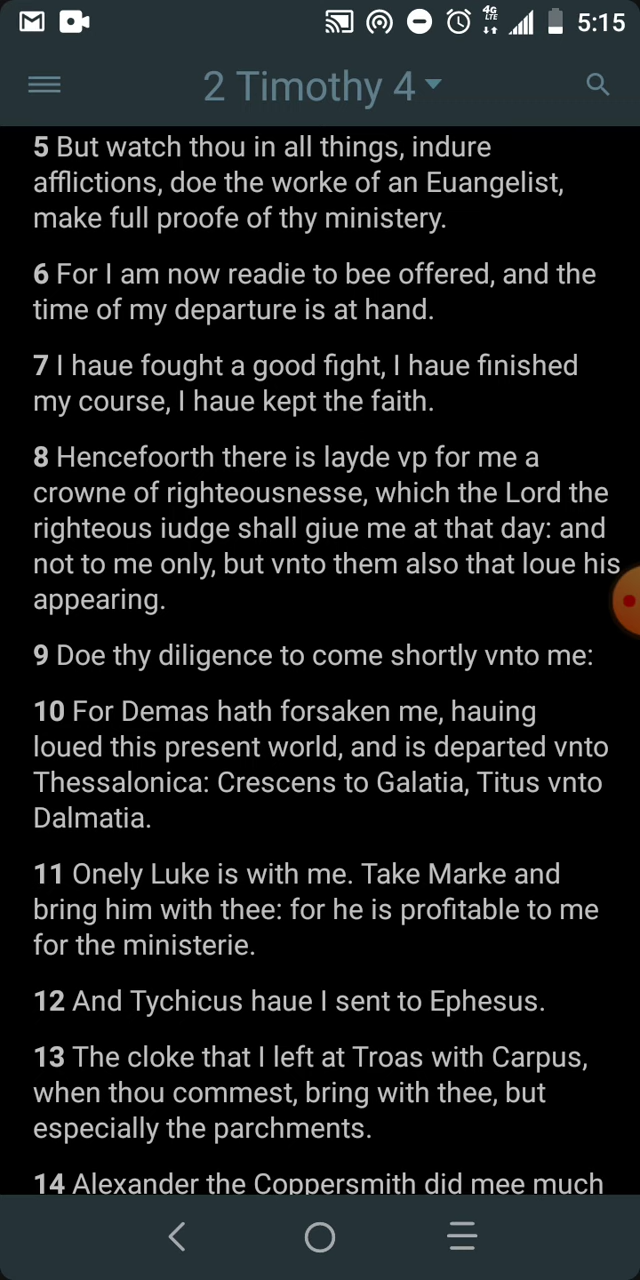 4G
LTE
5:15
2 Timothy 4
5 But watch thou in all things, indure
afflictions, doe the worke of an Euangelist,
make full proofe of thy ministery.
6 For I am now readie to bee offered, and the
time of my departure is at hand.
7 I haue fought a good fight, I haue finished
my course, I haue kept the faith.
8 Hencefoorth there is layde vp for me a
crowne of righteousnesse, which the Lord the
righteous iudge shall giue me at that day: and
not to me only, but vnto them also that loue his
appearing.
9 Doe thy diligence to come shortly vnto me:
10 For Demas hath forsaken me, hauing
loued this present world, and is departed vnto
Thessalonica: Crescens to Galatia, Titus vnto
Dalmatia.
11 Onely Luke is with me. Take Marke and
bring him with thee: for he is profitable to me
for the ministerie.
12 And Tychicus haue I sent to Ephesus.
13 The cloke that I left at Troas with Carpus,
when thou commest, bring with thee, but
especially the parchments.
14 Alexander the Coppersmith did mee much